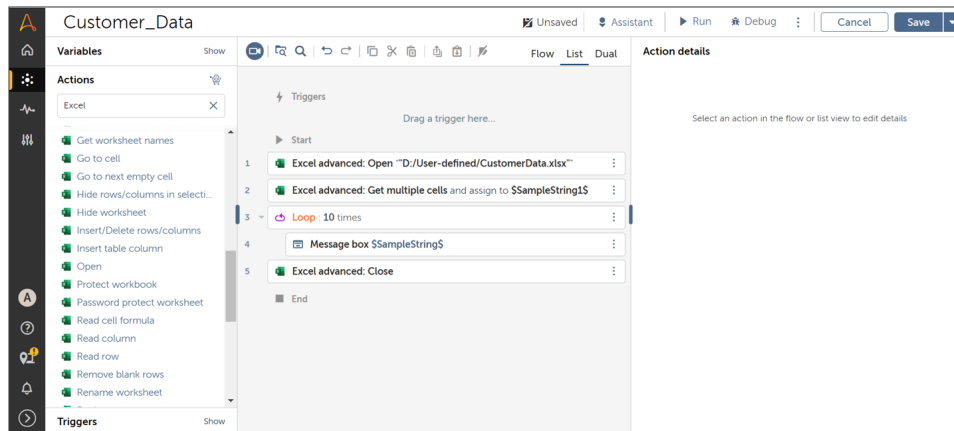 Customer_Data
Unsaved
Assistant
Run
Debug
Cancel
Save
Variables
Show
Actions
Excel
Get worksheet names
Go to cell
Go to next empty cell
Hide rows/columns in selecti...
Hide worksheet
Insert/Delete rows/columns
Insert table column
Open
Protect workbook
Password protect worksheet
Read cell formula
Read column
Read row
Remove blank rows
Rename worksheet
Triggers
Show
A
Flow
List
Dual
Triggers
Drag a trigger here...
Start
1 Excel advanced: Open ""D:/User-defined/CustomerData.xlsx""
2 Excel advanced: Get multiple cells and assign to $SampleString1$
3 Loop : 10 times
4 Message box $SampleString$
5 Excel advanced: Close
End
Action details
Select an action in the flow or list view to edit details